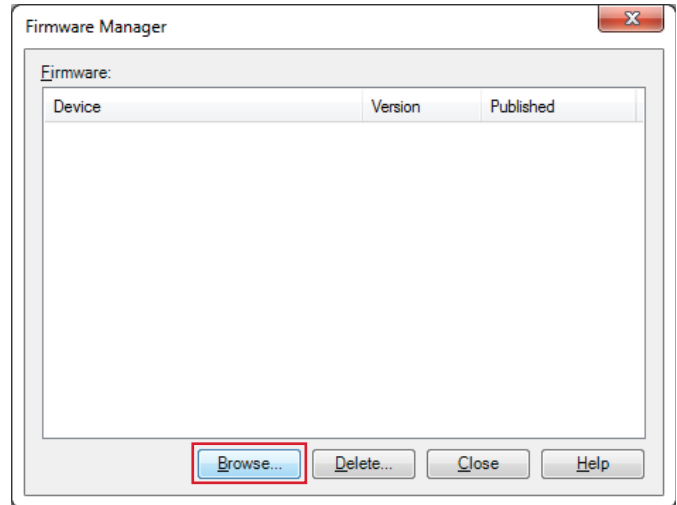 Firmware Manager
Firmware:
Device Version Published
Browse... Delete... Close Help